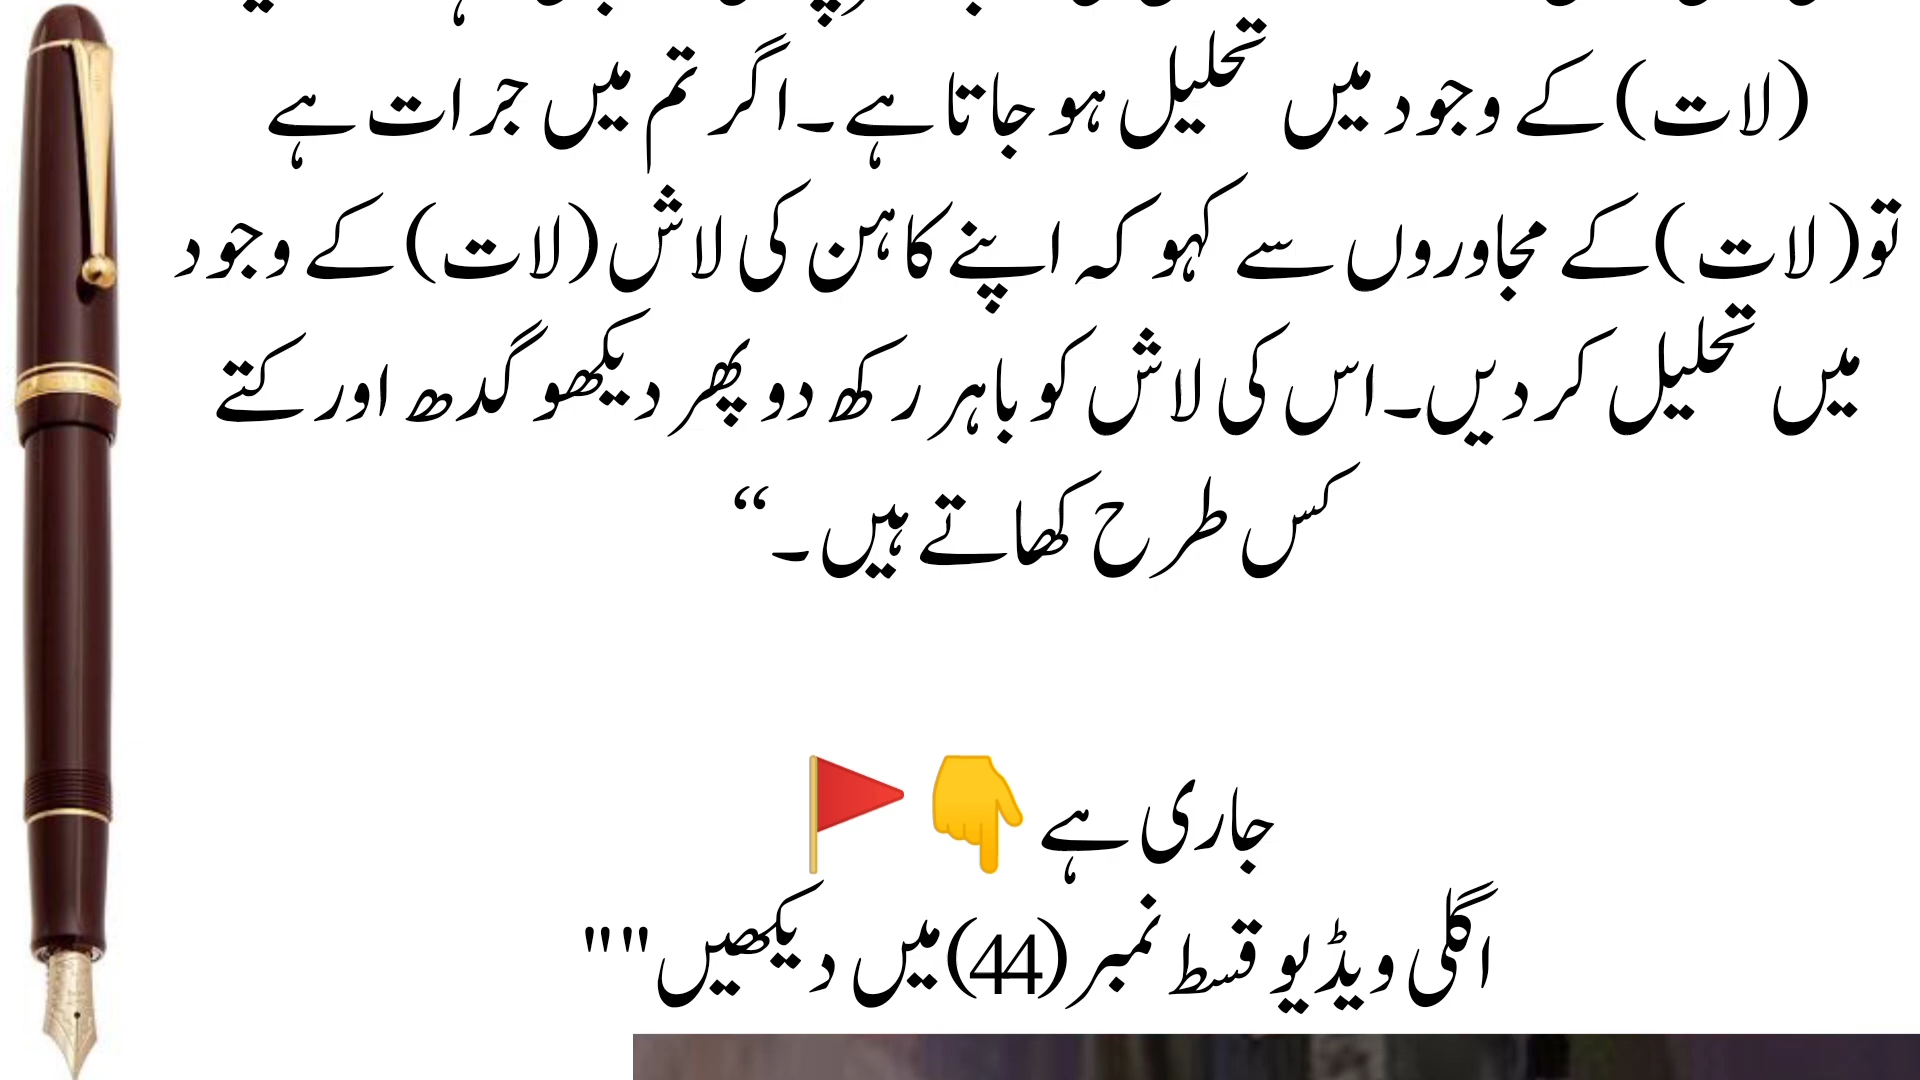 (لات) کے وجود میں تحلیل ہو جاتا ہے ۔ اگر تم میں جرات ہے
تو( لات) کے مجاوروں سے کہو کہ اپنے کاہن کی لاش (لات) کے وجود
میں تحلیل کر دیں۔ اس کی لاش کو باہر رکھ دو پھر دیکھو گدھ اور کتے
کس طرح کھاتے ہیں ۔“
جاری ہے 👇🚩
اگلی ویڈیو قسط نمبر (44) میں دیکھیں""